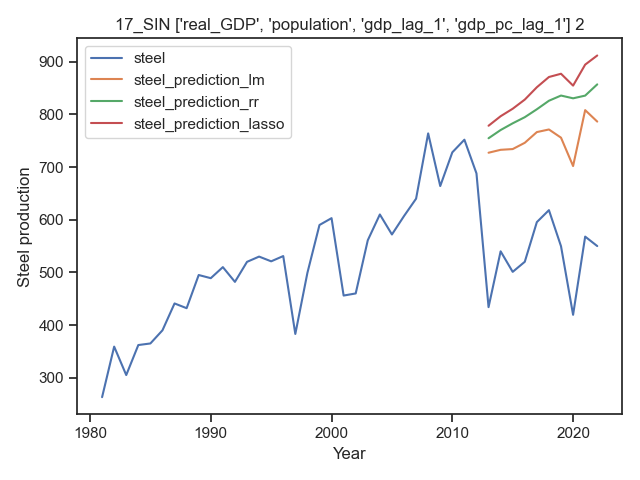 17_SIN ['real_GDP', 'population', 'gdp_lag_1', 'gdp_pc_lag_1'] 2
steel
steel_prediction_lm
steel_prediction_rr
steel_prediction_lasso
Steel production
900
800
700
600
500
400
300
1980 1990 2000 2010 2020
Year